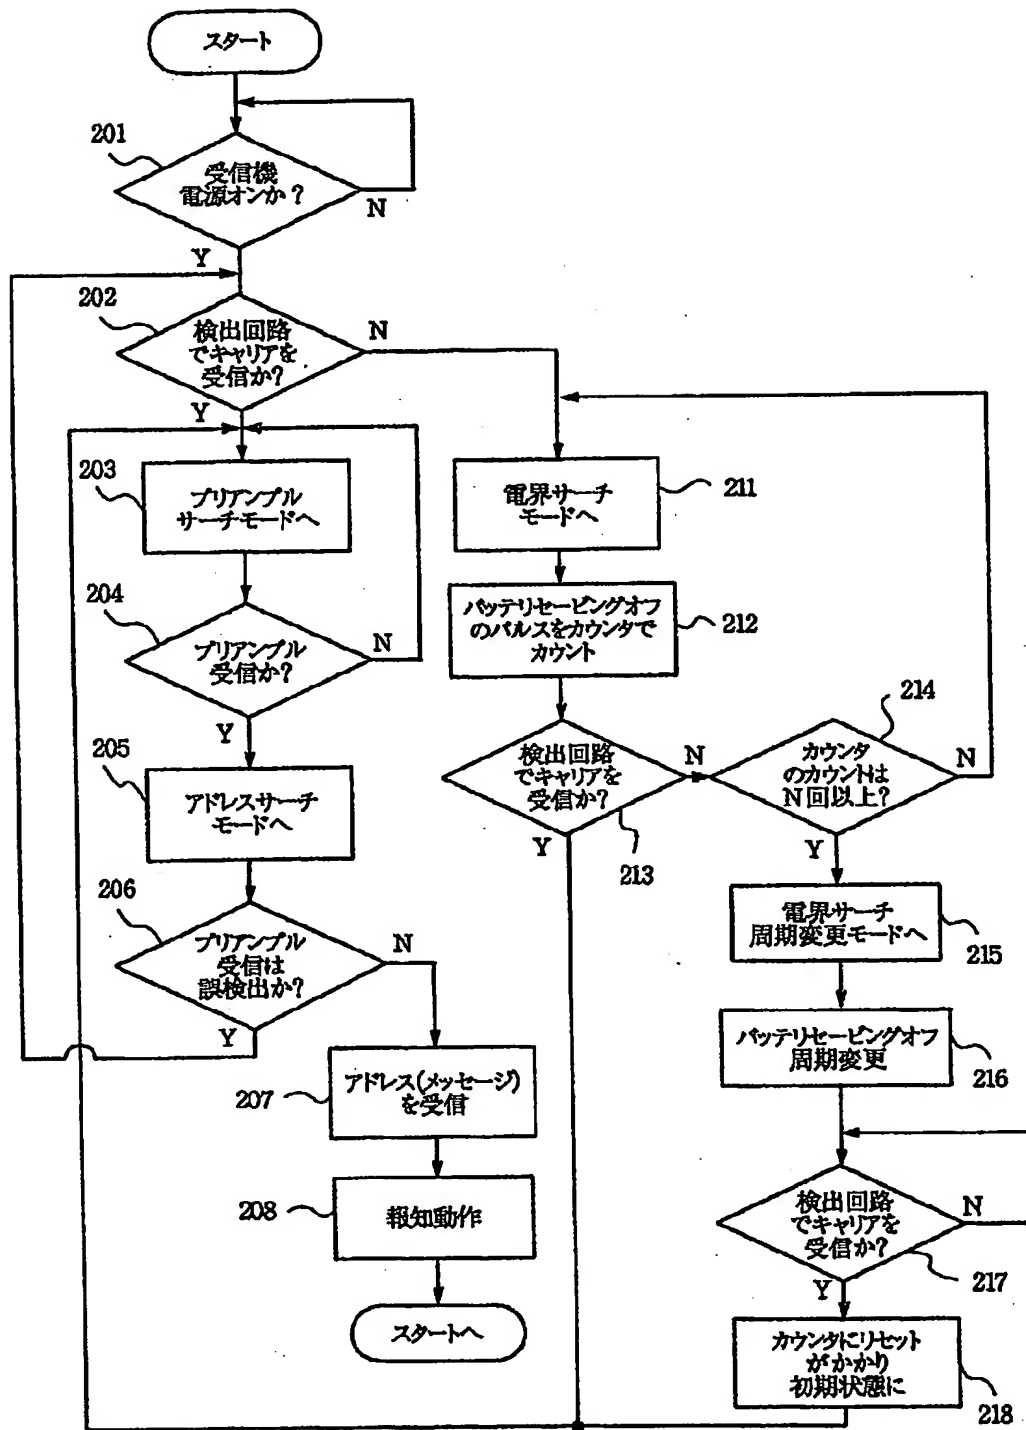 スタート
201
受信機
電源オンか?
N
Y
202
検出回路
でキャリアを
受信か?
N
Y
203
プリアンブル
サーチモードへ
204
プリアンブル
受信か?
N
Y
205
アドレスサーチ
モードへ
206
プリアンブル
受信は
誤検出か?
N
Y
207
アドレス(メッセージ)
を受信
208
報知動作
スタートへ
211
電界サーチ
モードへ
212
バッテリセービングオフ
のパルスをカウンタで
カウント
検出回路
でキャリアを
受信か?
N
Y
213
214
カウンタ
のカウントは
N回以上?
N
Y
電界サーチ
周期変更モードへ
215
バッテリセービングオフ
周期変更
216
検出回路
でキャリアを
受信か?
N
217
Y
カウンタにリセット
がかかり
初期状態に
218